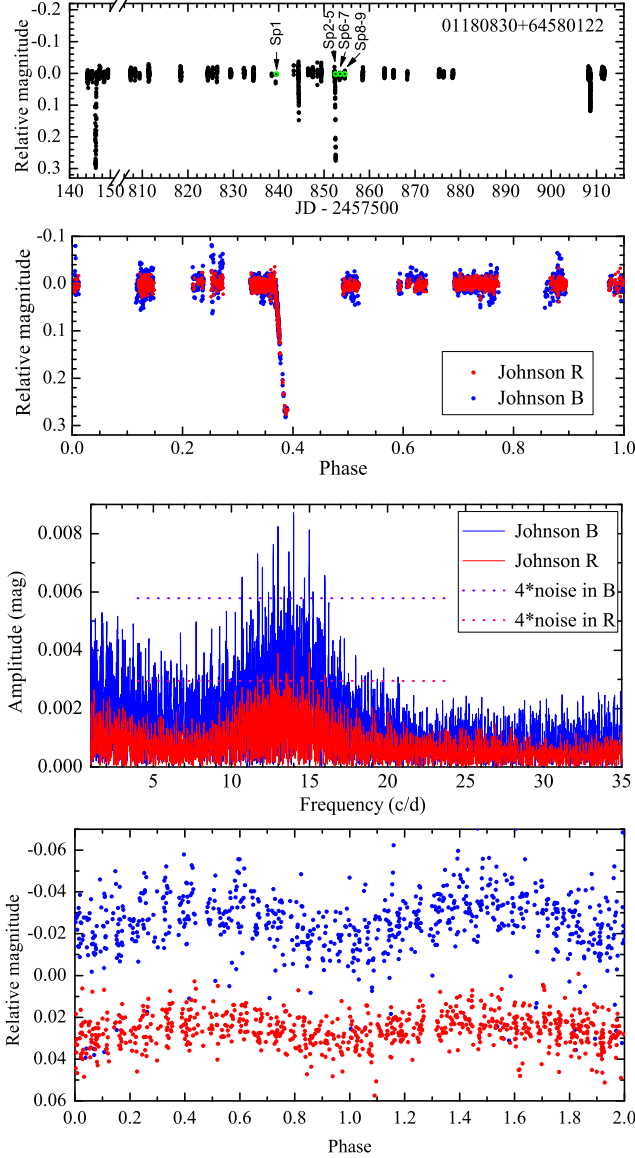 01180830+64580122
Sp1
Sp2-5
Sp6-7
Sp8-9
Relative magnitude
-0.2
-0.1
0.0
0.1
0.2
0.3
140 150 810 820 830 840 850 860 870 880 890 900 910
JD - 2457500
Relative magnitude
-0.1
0.0
0.1
0.2
0.3
Johnson R
Johnson B
0.0 0.2 0.4 0.6 0.8 1.0
Phase
Amplitude (mag)
0.008
0.006
0.004
0.002
0.000
Johnson B
Johnson R
4*noise in B
4*noise in R
5 10 15 20 25 30 35
Frequency (c/d)
Relative magnitude
-0.06
-0.04
-0.02
0.00
0.02
0.04
0.06
0.0 0.2 0.4 0.6 0.8 1.0 1.2 1.4 1.6 1.8 2.0
Phase